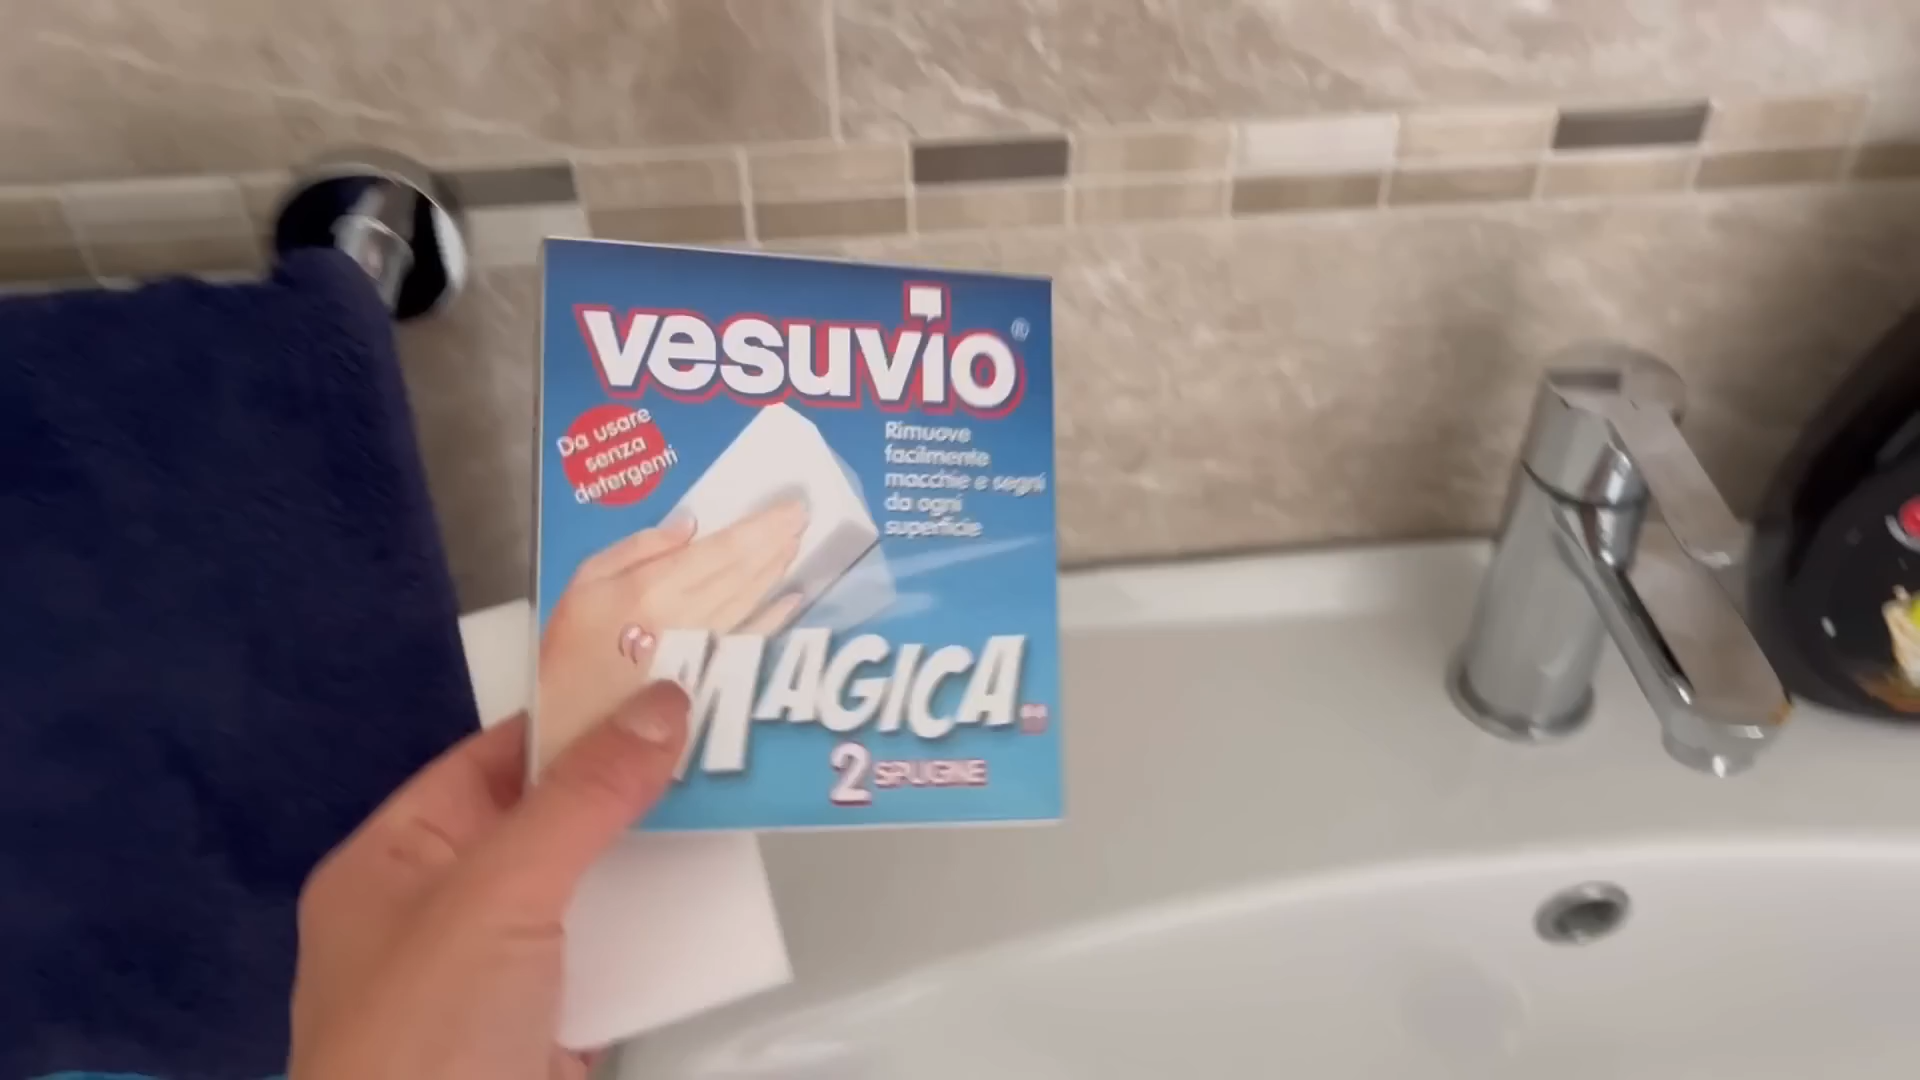 vesuvio®
Da usare
senza
detergenti
Rimuove
facilmente
macchie e segni
da ogni
superficie
MAGICA
2 SPUGNE